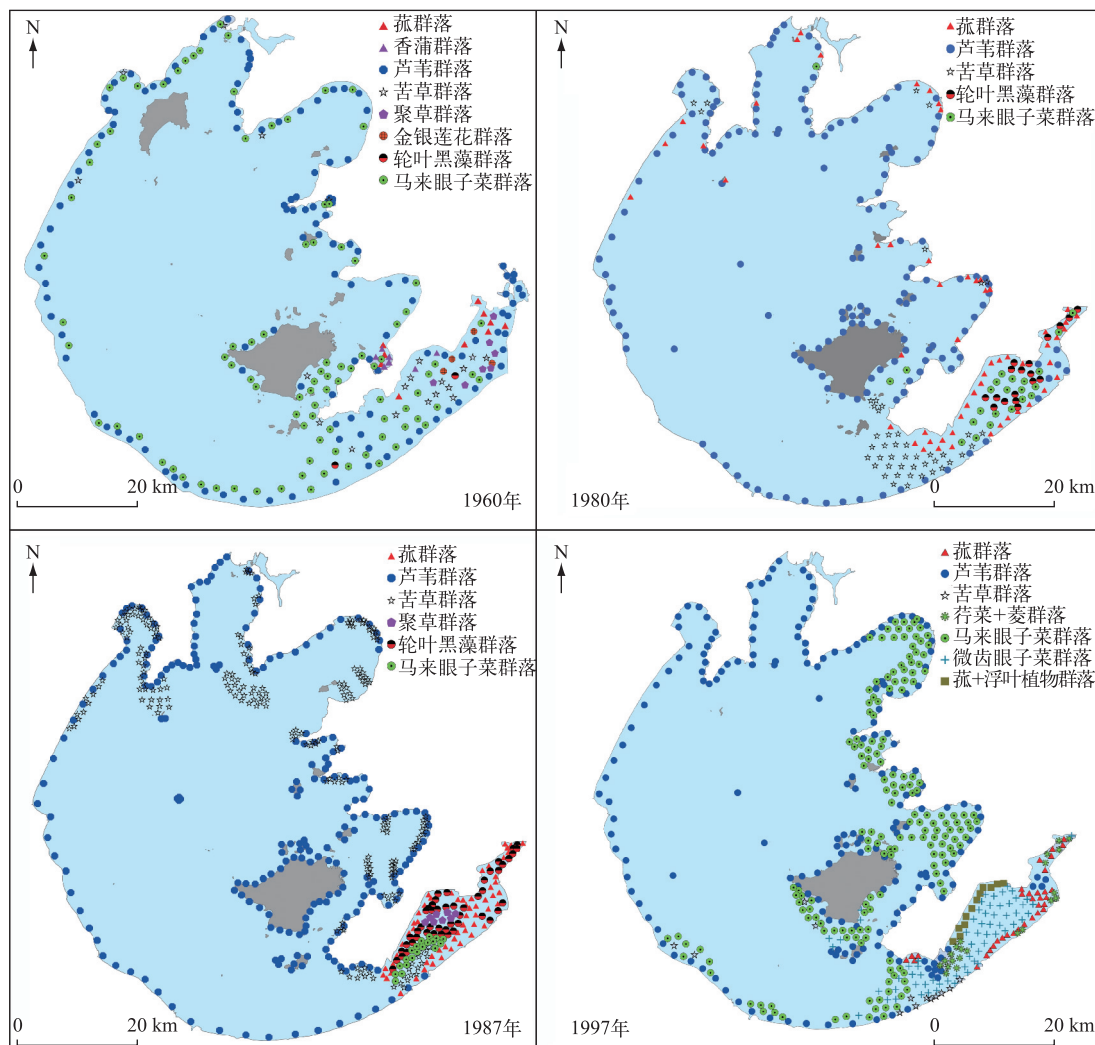 N
菰群落
香蒲群落
芦苇群落
苦草群落
聚草群落
金银莲花群落
轮叶黑藻群落
马来眼子菜群落
0 20 km
1960年
N
菰群落
芦苇群落
苦草群落
轮叶黑藻群落
马来眼子菜群落
1980年
0 20 km
N
菰群落
芦苇群落
苦草群落
聚草群落
轮叶黑藻群落
马来眼子菜群落
0 20 km
1987年
N
菰群落
芦苇群落
苦草群落
荇菜+菱群落
马来眼子菜群落
微齿眼子菜群落
菰+浮叶植物群落
1997年
0 20 km